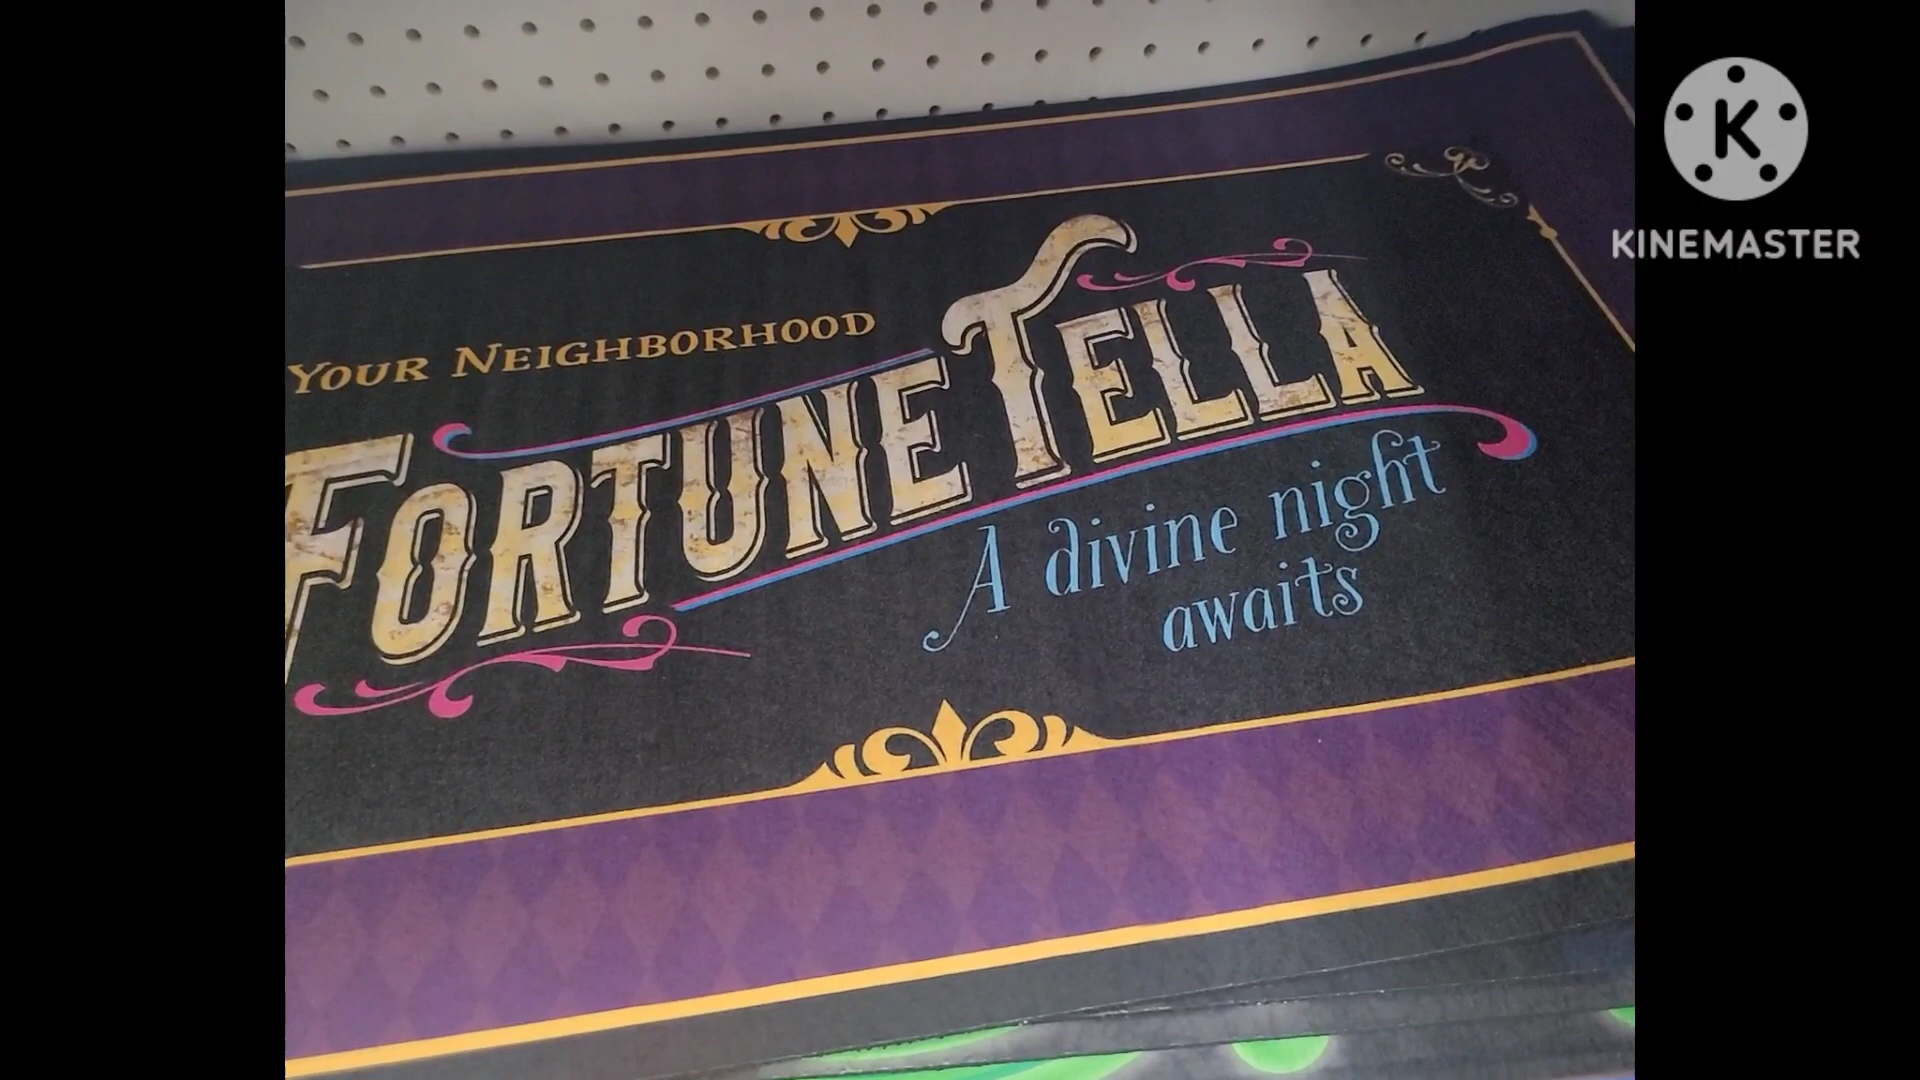 YOUR NEIGHBORHOOD
FORTUNE TELLA
A divine night
awaits
K
KINEMASTER